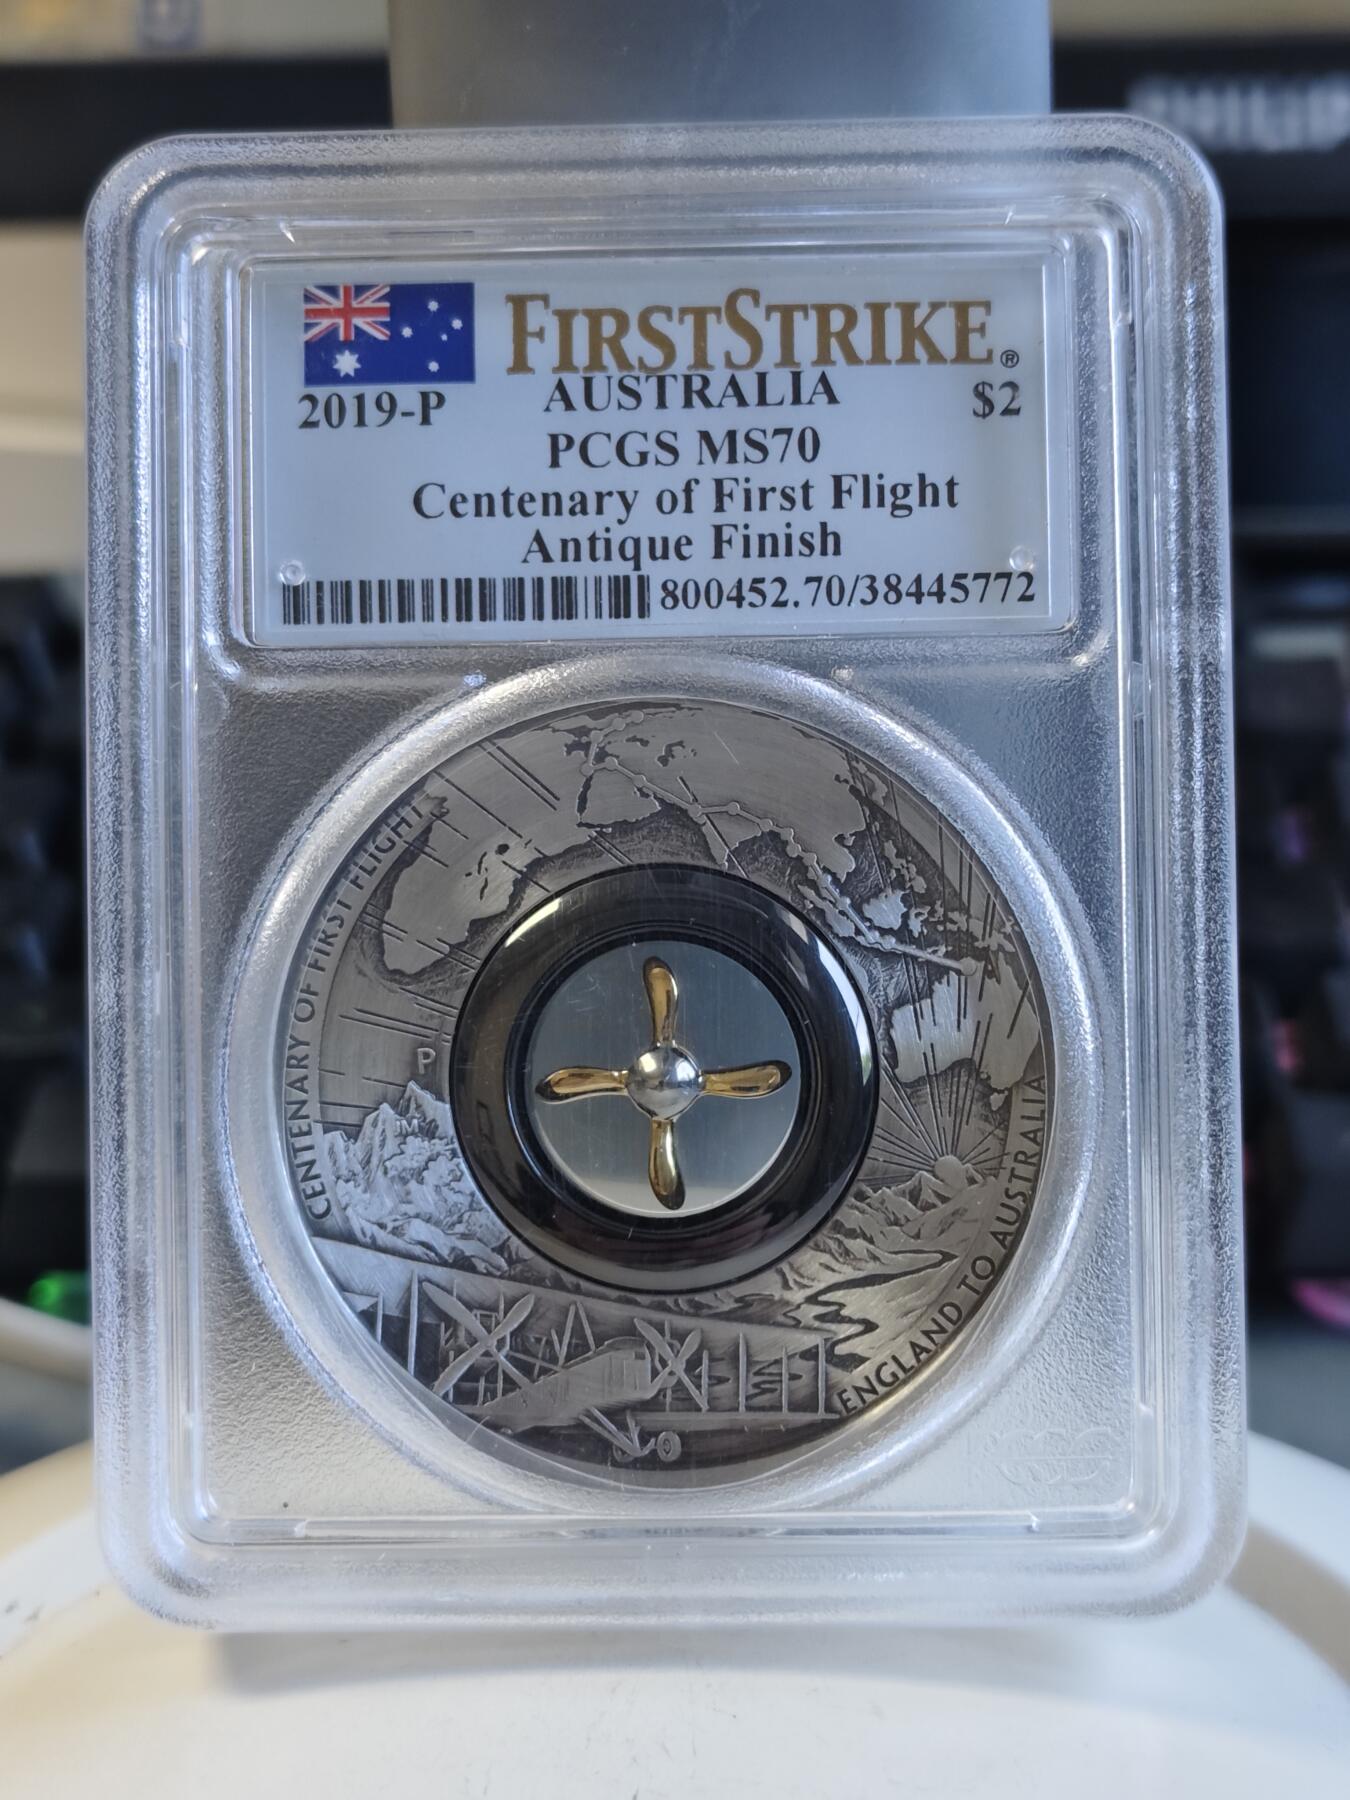 FIRSTSTRIKE®
AUSTRALIA
2019-P
$2
PCGS MS70
Centenary of First Flight
Antique Finish
800452.70/38445772
CENTENARY OF FIRST FLIGHT
P
JM
ENGLAND TO AUSTRALIA